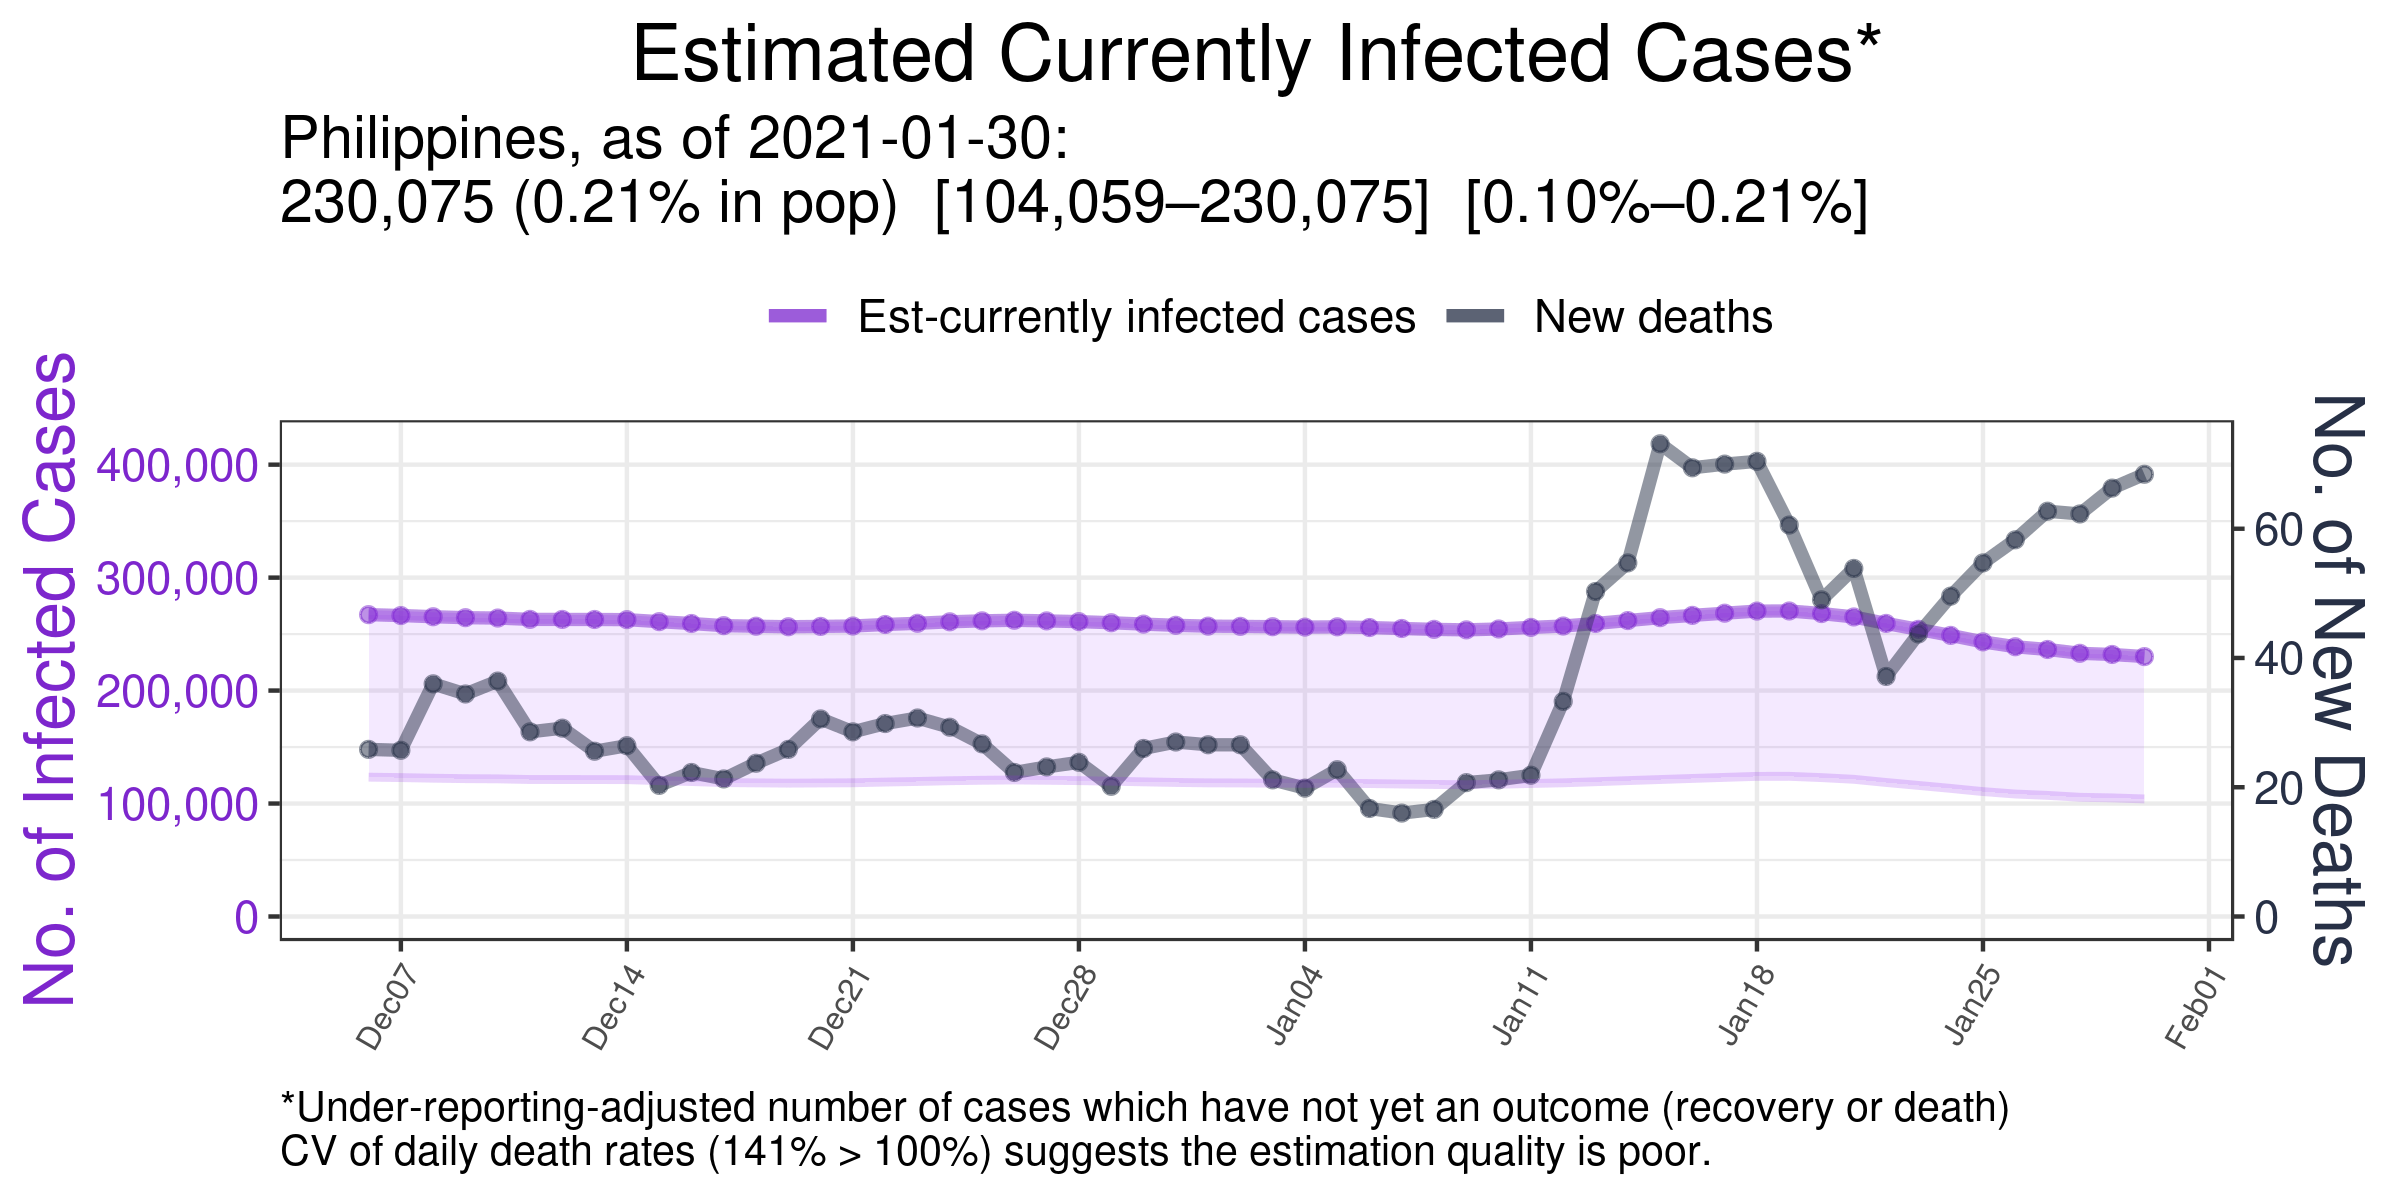 Estimated Currently Infected Cases*
Philippines, as of 2021-01-30:
230,075 (0.21% in pop)  [104,059–230,075]  [0.10%–0.21%]
Est-currently infected cases
New deaths
No. of Infected Cases
400,000
300,000
200,000
100,000
0
No. of New Deaths
60
40
20
0
Dec07
Dec14
Dec21
Dec28
Jan04
Jan11
Jan18
Jan25
Feb01
*Under-reporting-adjusted number of cases which have not yet an outcome (recovery or death)
CV of daily death rates (141% > 100%) suggests the estimation quality is poor.